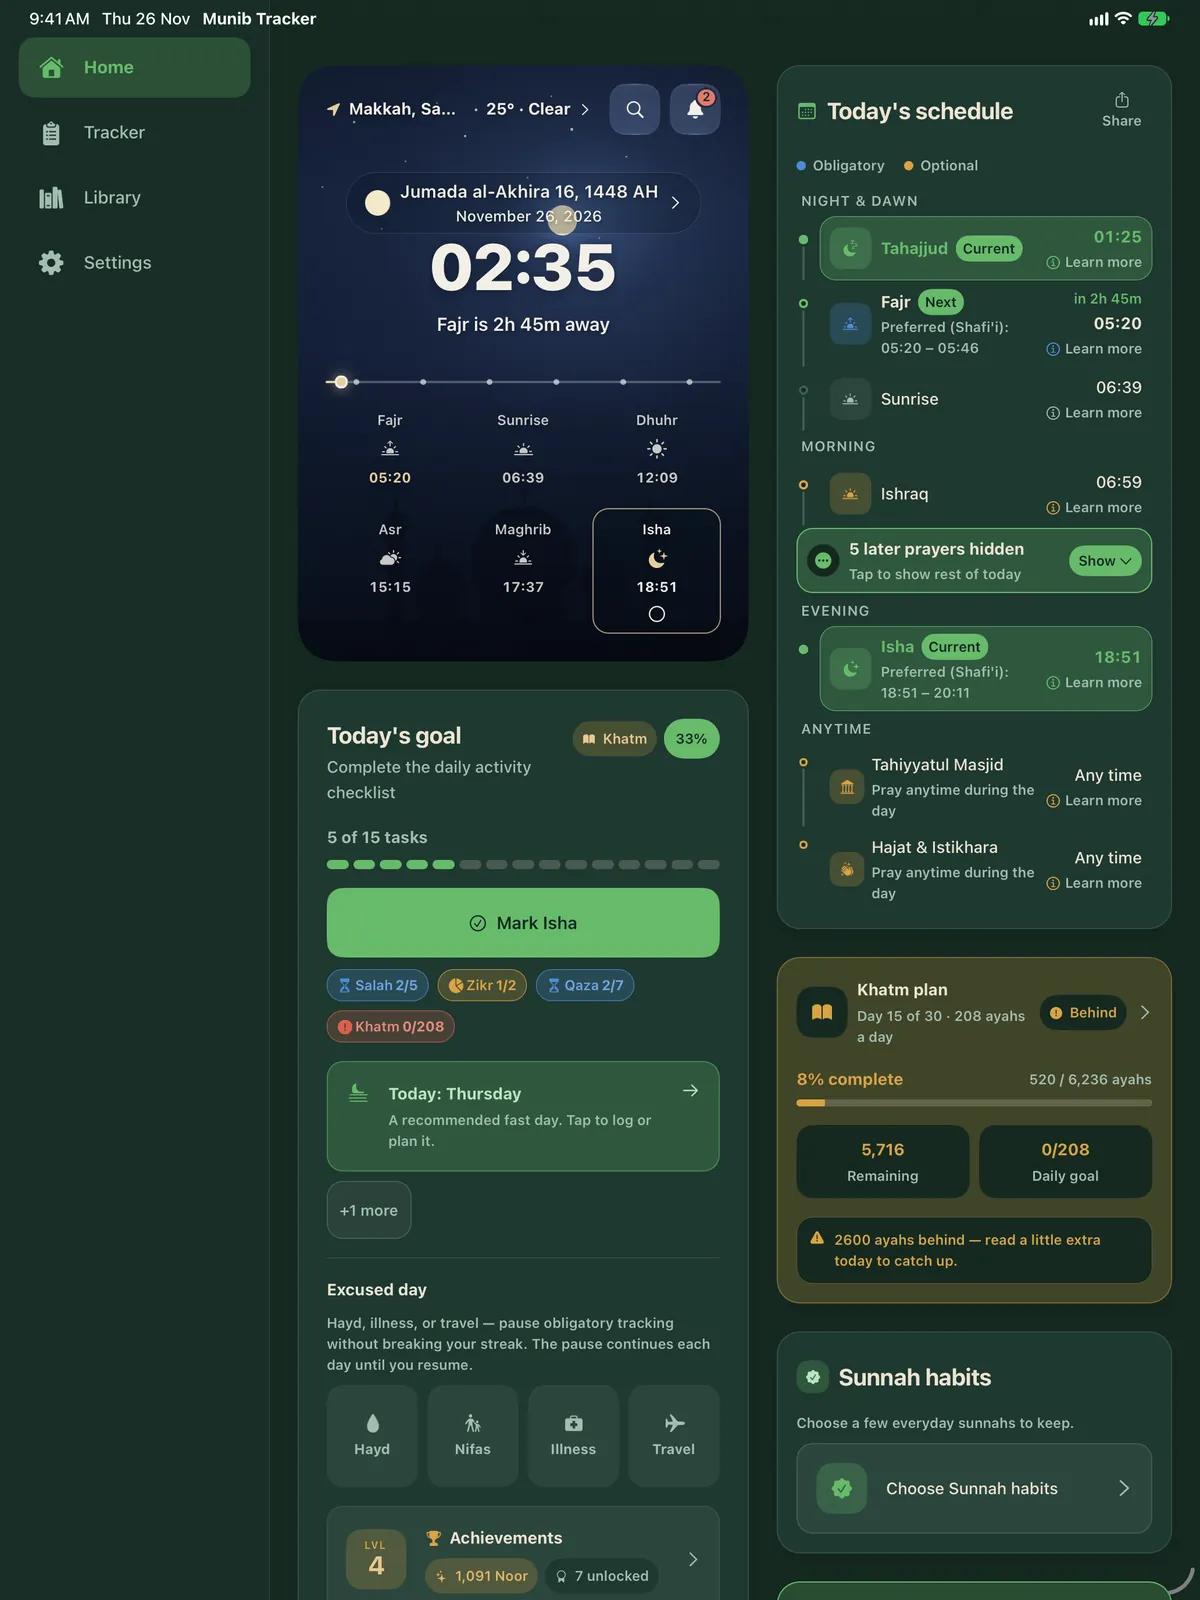 9:41 AM Thu 26 Nov Munib Tracker
Home
Tracker
Library
Settings
Makkah, Sa... · 25° · Clear
2
Jumada al-Akhira 16, 1448 AH
November 26, 2026
02:35
Fajr is 2h 45m away
Fajr Sunrise Dhuhr
05:20 06:39 12:09
Asr Maghrib Isha
15:15 17:37 18:51
Today's goal
Khatm 33%
Complete the daily activity
checklist
5 of 15 tasks
Mark Isha
Salah 2/5 Zikr 1/2 Qaza 2/7
Khatm 0/208
Today: Thursday
A recommended fast day. Tap to log or
plan it.
+1 more
Excused day
Hayd, illness, or travel — pause obligatory tracking
without breaking your streak. The pause continues each
day until you resume.
Hayd Nifas Illness Travel
LVL
4
Achievements
1,091 Noor 7 unlocked
Today's schedule
Share
Obligatory Optional
NIGHT & DAWN
Tahajjud Current 01:25
Learn more
Fajr Next in 2h 45m
Preferred (Shafi'i): 05:20
05:20 – 05:46 Learn more
Sunrise 06:39
Learn more
MORNING
Ishraq 06:59
Learn more
5 later prayers hidden
Tap to show rest of today
Show
EVENING
Isha Current 18:51
Preferred (Shafi'i): Learn more
18:51 – 20:11
ANYTIME
Tahiyyatul Masjid Any time
Pray anytime during the Learn more
day
Hajat & Istikhara Any time
Pray anytime during the Learn more
day
Khatm plan
Day 15 of 30 · 208 ayahs
a day
Behind
8% complete 520 / 6,236 ayahs
5,716 0/208
Remaining Daily goal
2600 ayahs behind — read a little extra
today to catch up.
Sunnah habits
Choose a few everyday sunnahs to keep.
Choose Sunnah habits